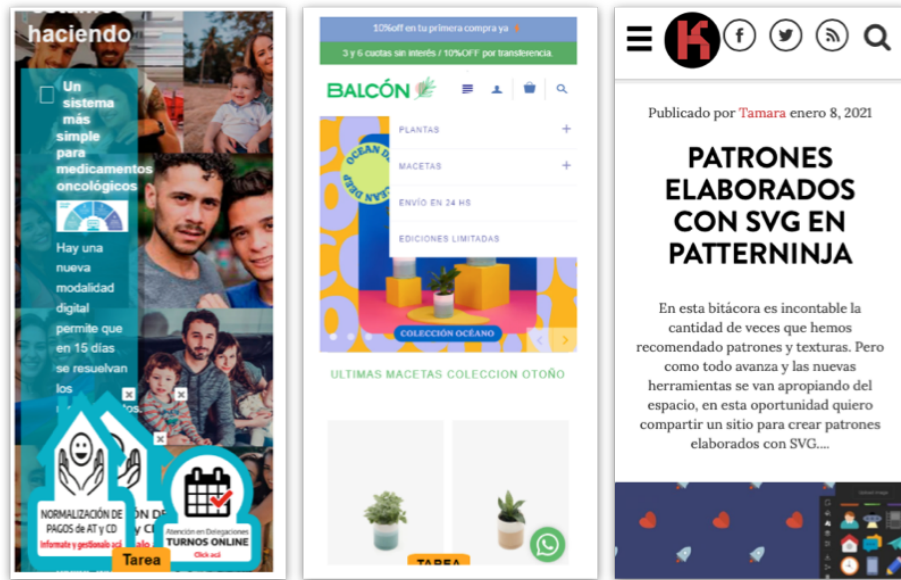 haciendo
Un
sistema
más
simple
para
medicamentos
oncológicos
Hay una
nueva
modalidad
digital
permite que
en 15 días
se resuelvan
los
NORMALIZACIÓN DE
PAGOS de AT y CD
Informate y gestionalo acá
Atención en Delegaciones
TURNOS ONLINE
Click acá
Tarea
10%off en tu primera compra ya
3 y 6 cuotas sin interés / 10%OFF por transferencia.
BALCÓN
PLANTAS
MACETAS
ENVÍO EN 24 HS
EDICIONES LIMITADAS
OCEAN DEEP
COLECCIÓN OCÉANO
ULTIMAS MACETAS COLECCION OTOÑO
TAREA
Publicado por Tamara enero 8, 2021
PATRONES
ELABORADOS
CON SVG EN
PATTERNINJA
En esta bitácora es incontable la
cantidad de veces que hemos
recomendado patrones y texturas. Pero
como todo avanza y las nuevas
herramientas se van apropiando del
espacio, en esta oportunidad quiero
compartir un sitio para crear patrones
elaborados con SVG....